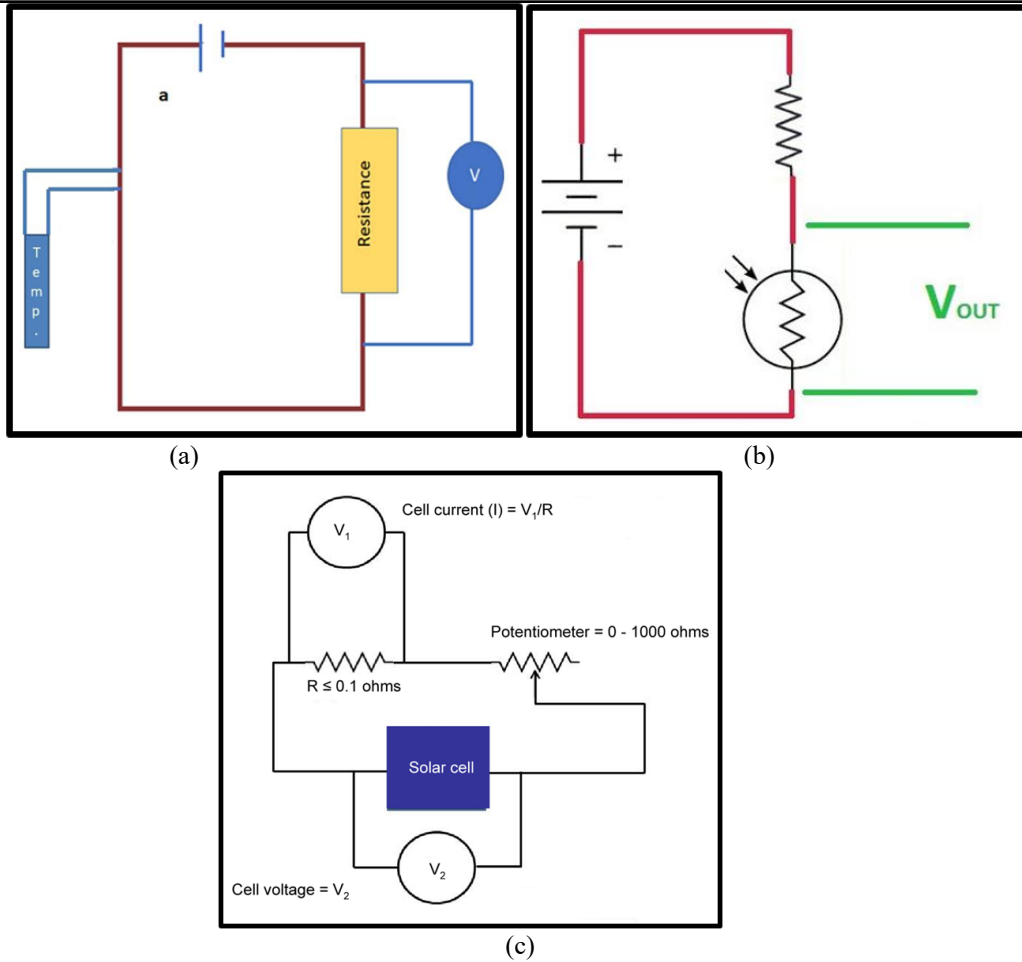 a
Resistance
V
Temp.
+
−
VOUT
(a)
(b)
Cell current (I) = V1/R
V1
Potentiometer = 0 - 1000 ohms
R ≤ 0.1 ohms
Solar cell
V2
Cell voltage = V2
(c)